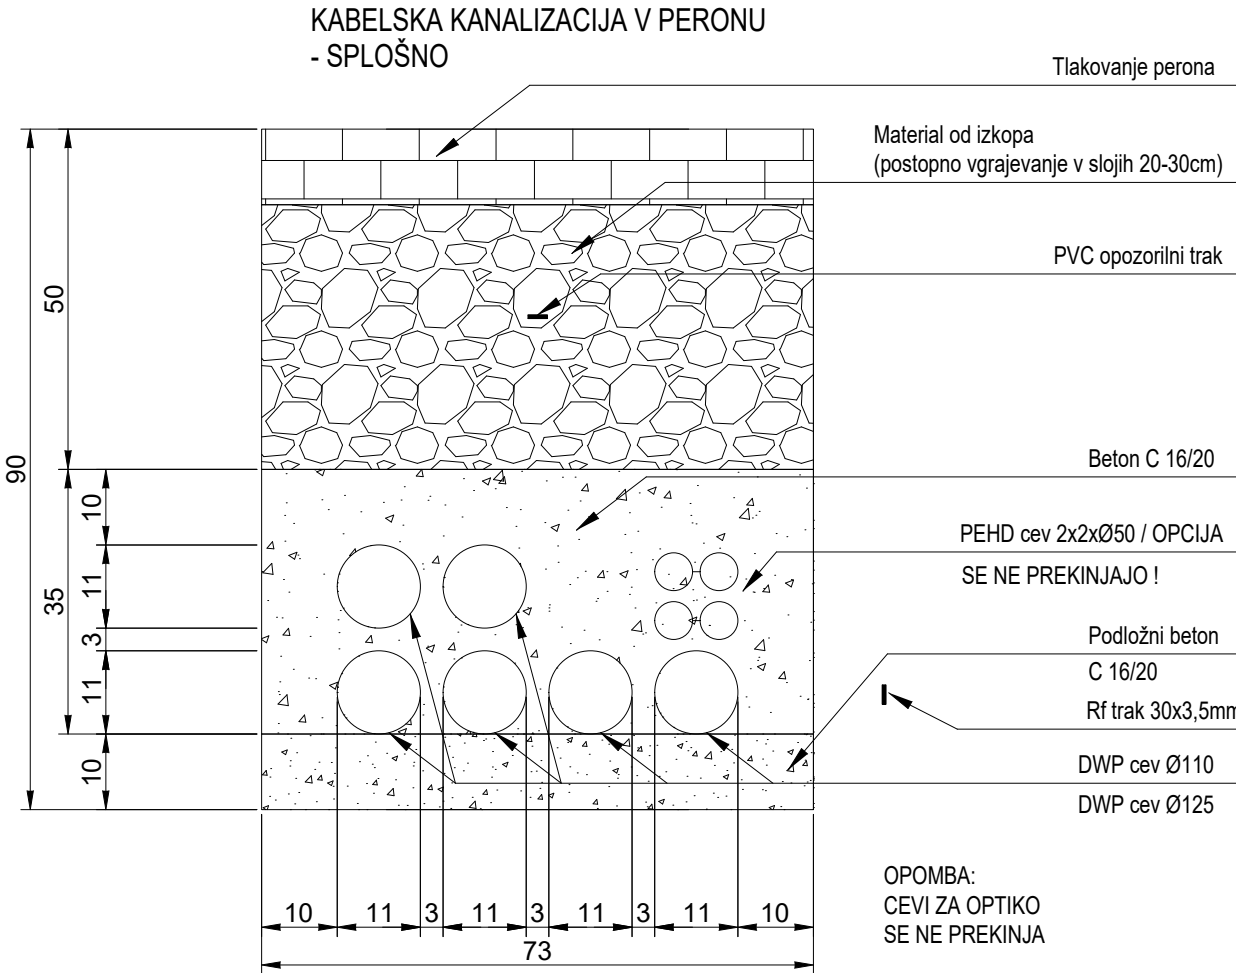 KABELSKA KANALIZACIJA V PERONU
- SPLOŠNO
Tlakovanje perona
Material od izkopa
(postopno vgrajevanje v slojih 20-30cm)
PVC opozorilni trak
Beton C 16/20
PEHD cev 2x2xØ50 / OPCIJA
SE NE PREKINJAJO !
Podložni beton
C 16/20
Rf trak 30x3,5mm
DWP cev Ø110
DWP cev Ø125
OPOMBA:
CEVI ZA OPTIKO
SE NE PREKINJA
90
50
35
10
11
3
11
10
10 11 3 11 3 11 3 11 10
73